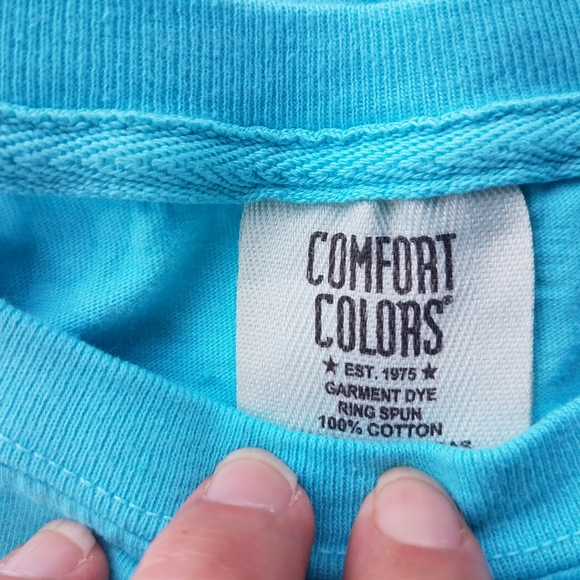 COMFORT
COLORS®
★ EST. 1975 ★
GARMENT DYE
RING SPUN
100% COTTON